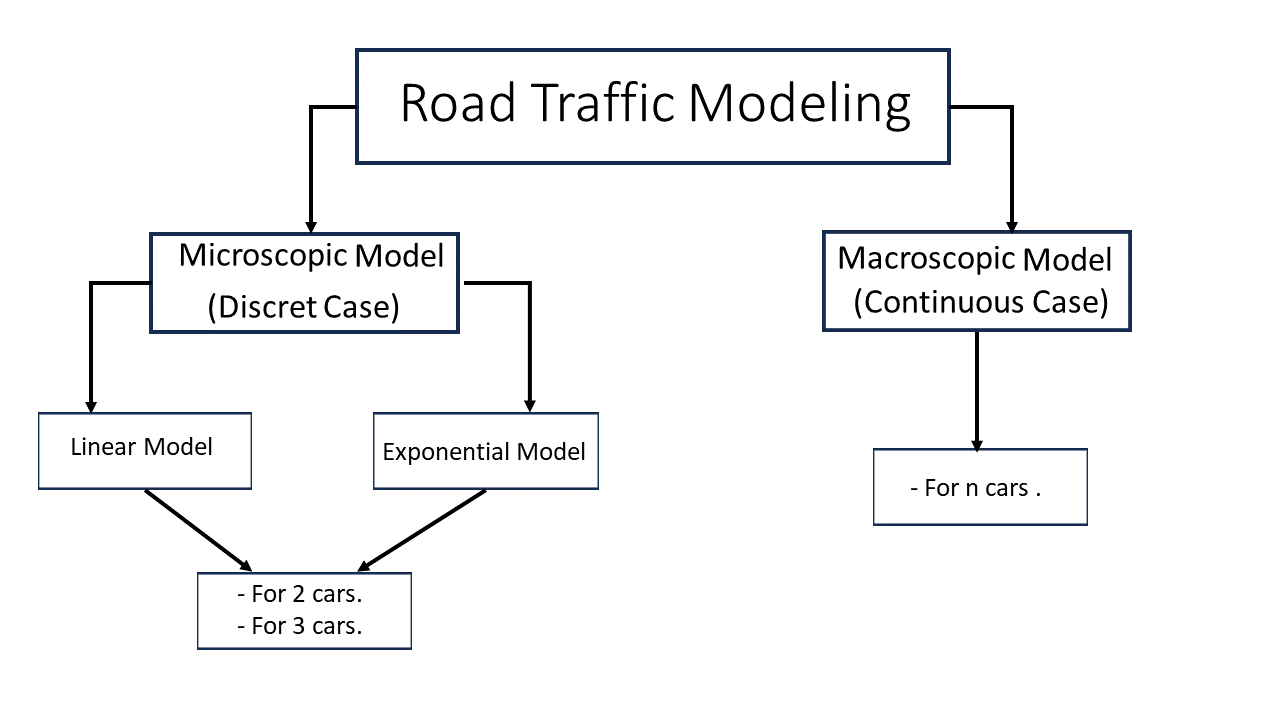 Road Traffic Modeling
Microscopic Model
(Discret Case)
Macroscopic Model
(Continuous Case)
Linear Model
Exponential Model
- For n cars .
- For 2 cars.
- For 3 cars.